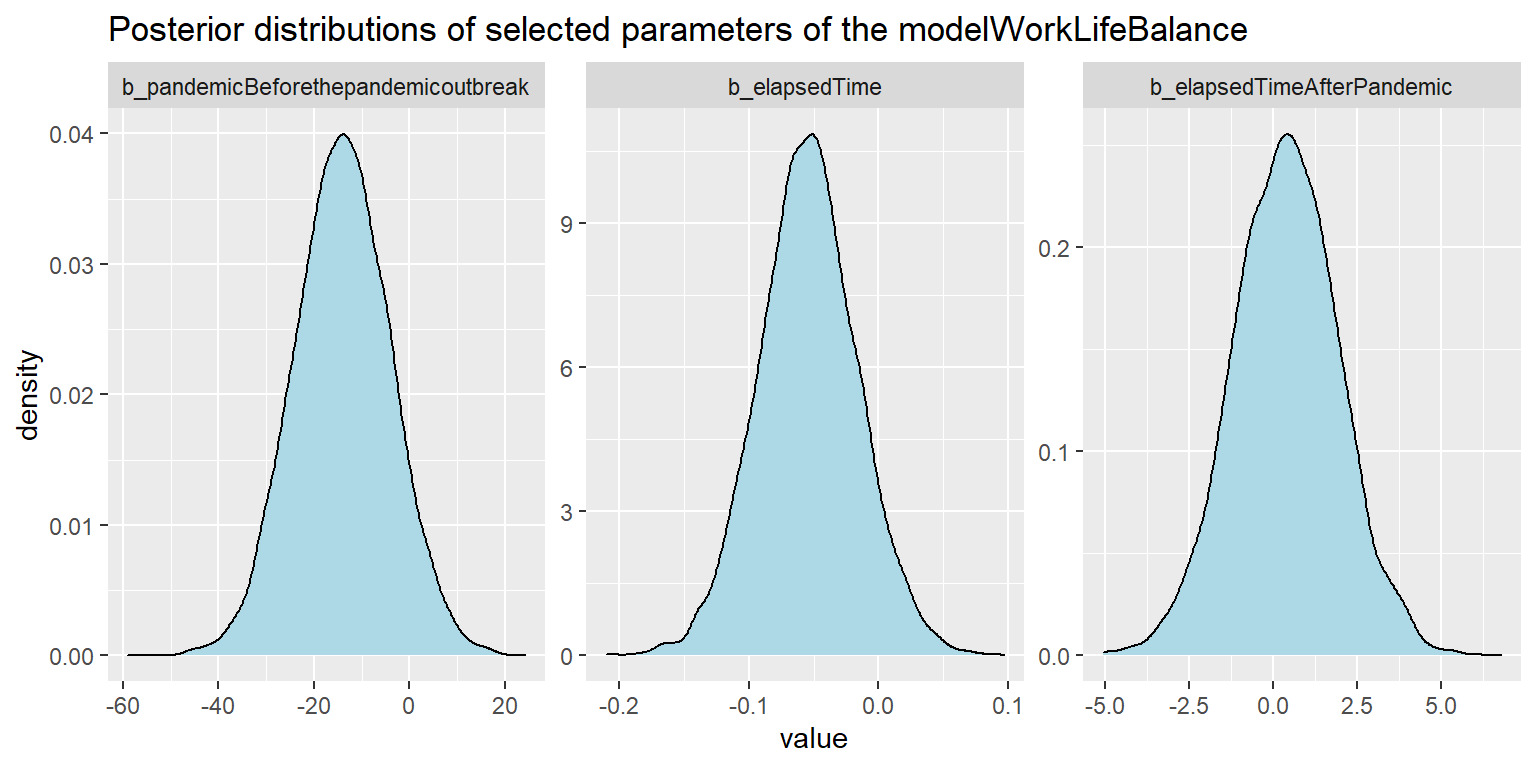 Posterior distributions of selected parameters of the modelWorkLifeBalance
b_pandemicBeforethepandemicoutbreak
b_elapsedTime
b_elapsedTimeAfterPandemic
density
0.04
0.03
0.02
0.01
0.00
9
6
3
0
0.2
0.1
0.0
-60 -40 -20 0 20
-0.2 -0.1 0.0 0.1
-5.0 -2.5 0.0 2.5 5.0
value